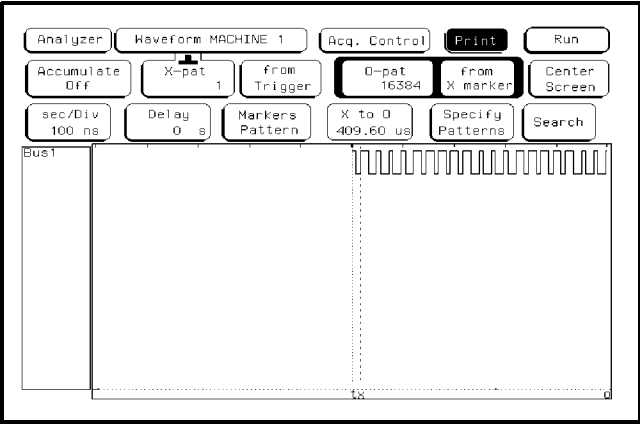 Analyzer Waveform MACHINE 1 Acq. Control Print Run
Accumulate Off X-pat 1 from Trigger O-pat 16384 from X marker Center Screen
sec/Div 100 ns Delay 0 s Markers Pattern X to O 409.60 us Specify Patterns Search
Bus1
tX O